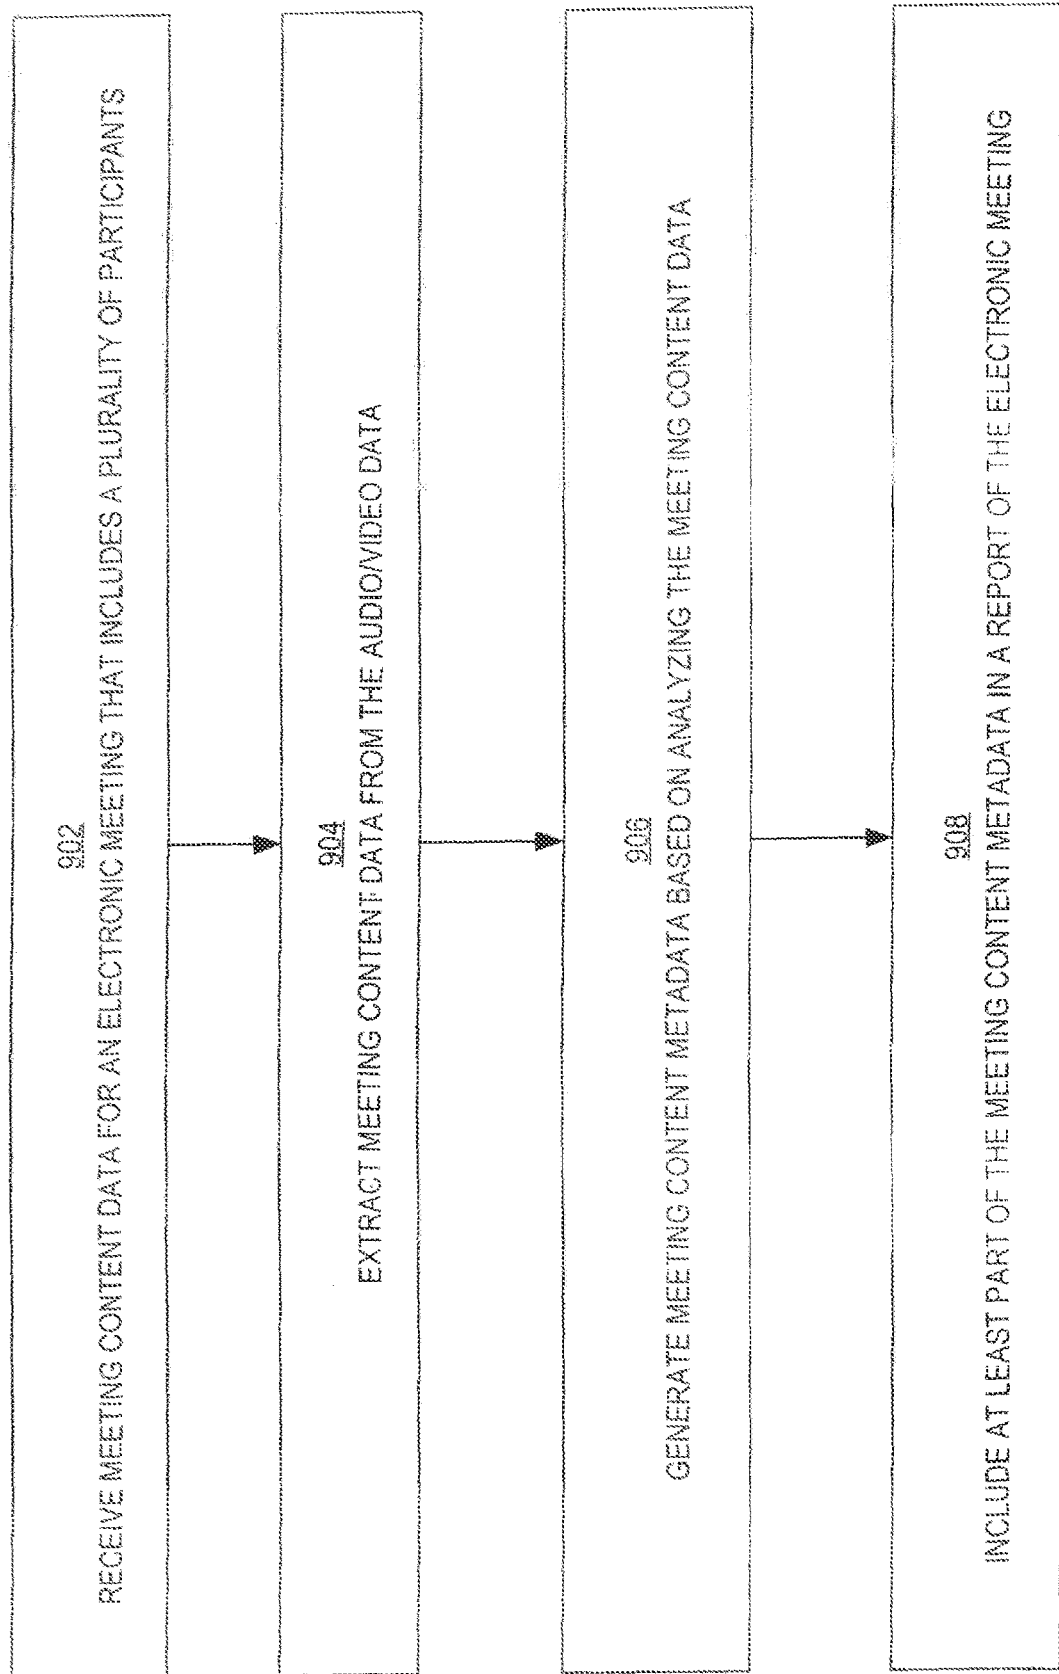 902
RECEIVE MEETING CONTENT DATA FOR AN ELECTRONIC MEETING THAT INCLUDES A PLURALITY OF PARTICIPANTS
904
EXTRACT MEETING CONTENT DATA FROM THE AUDIO/VIDEO DATA
906
GENERATE MEETING CONTENT METADATA BASED ON ANALYZING THE MEETING CONTENT DATA
908
INCLUDE AT LEAST PART OF THE MEETING CONTENT METADATA IN A REPORT OF THE ELECTRONIC MEETING